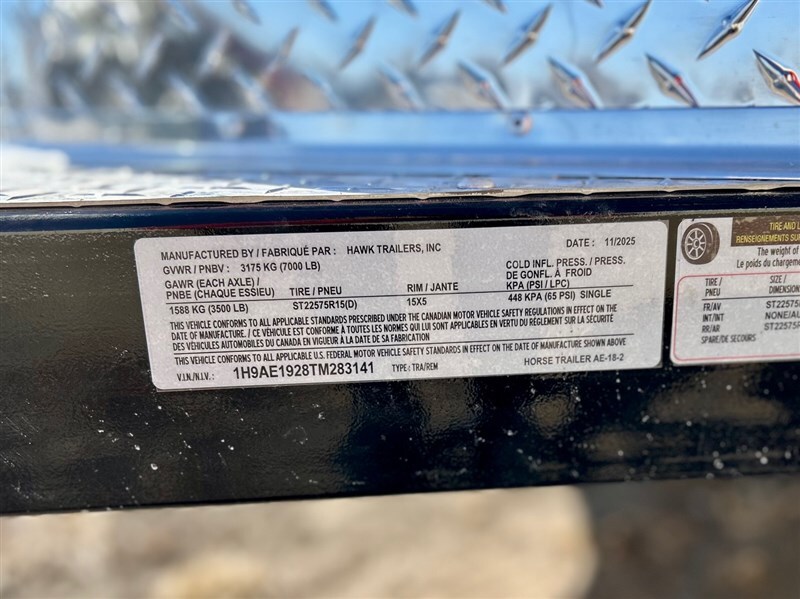 MANUFACTURED BY / FABRIQUÉ PAR : HAWK TRAILERS, INC DATE : 11/2025
GVWR / PNBV : 3175 KG (7000 LB)
GAWR (EACH AXLE) / PNBE (CHAQUE ESSIEU)
TIRE / PNEU
RIM / JANTE
COLD INFL. PRESS. / PRESS. DE GONFL. À FROID
KPA (PSI / LPC)
1588 KG (3500 LB) ST22575R15(D) 15X5 448 KPA (65 PSI) SINGLE
THIS VEHICLE CONFORMS TO ALL APPLICABLE STANDARDS PRESCRIBED UNDER THE CANADIAN MOTOR VEHICLE SAFETY REGULATIONS IN EFFECT ON THE
DATE OF MANUFACTURE / CE VÉHICULE EST CONFORME À TOUTES LES NORMES QUI LUI SONT APPLICABLES EN VERTU DU RÈGLEMENT SUR LA SÉCURITÉ
DES VÉHICULES AUTOMOBILES DU CANADA EN VIGUEUR À LA DATE DE SA FABRICATION
THIS VEHICLE CONFORMS TO ALL APPLICABLE U.S. FEDERAL MOTOR VEHICLE SAFETY STANDARDS IN EFFECT ON THE DATE OF MANUFACTURE SHOWN ABOVE
V.I.N./N.I.V.: 1H9AE1928TM283141 TYPE : TRA/REM HORSE TRAILER AE-18-2
TIRE AND
RENSEIGNEMENTS
The weight of
Le poids du
TIRE / PNEU
SIZE /
FR/AV
INT/INT
RR/AR
SPARE/DE SECOURS